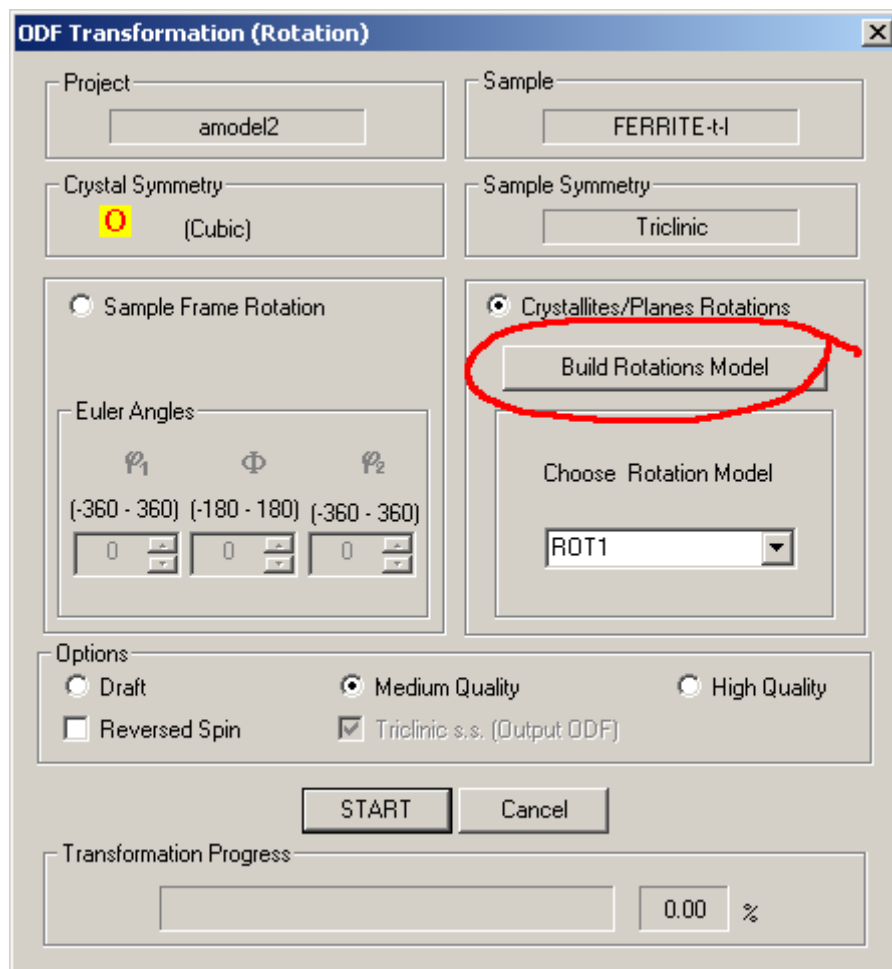 ODF Transformation (Rotation)
Project
amodel2
Sample
FERRITE-t-l
Crystal Symmetry
O (Cubic)
Sample Symmetry
Triclinic
Sample Frame Rotation
Euler Angles
φ1 Φ φ2
(-360 - 360) (-180 - 180) (-360 - 360)
0 0 0
Crystallites/Planes Rotations
Build Rotations Model
Choose Rotation Model
ROT1
Options
Draft Medium Quality High Quality
Reversed Spin Triclinic s.s. (Output ODF)
START Cancel
Transformation Progress
0.00 %